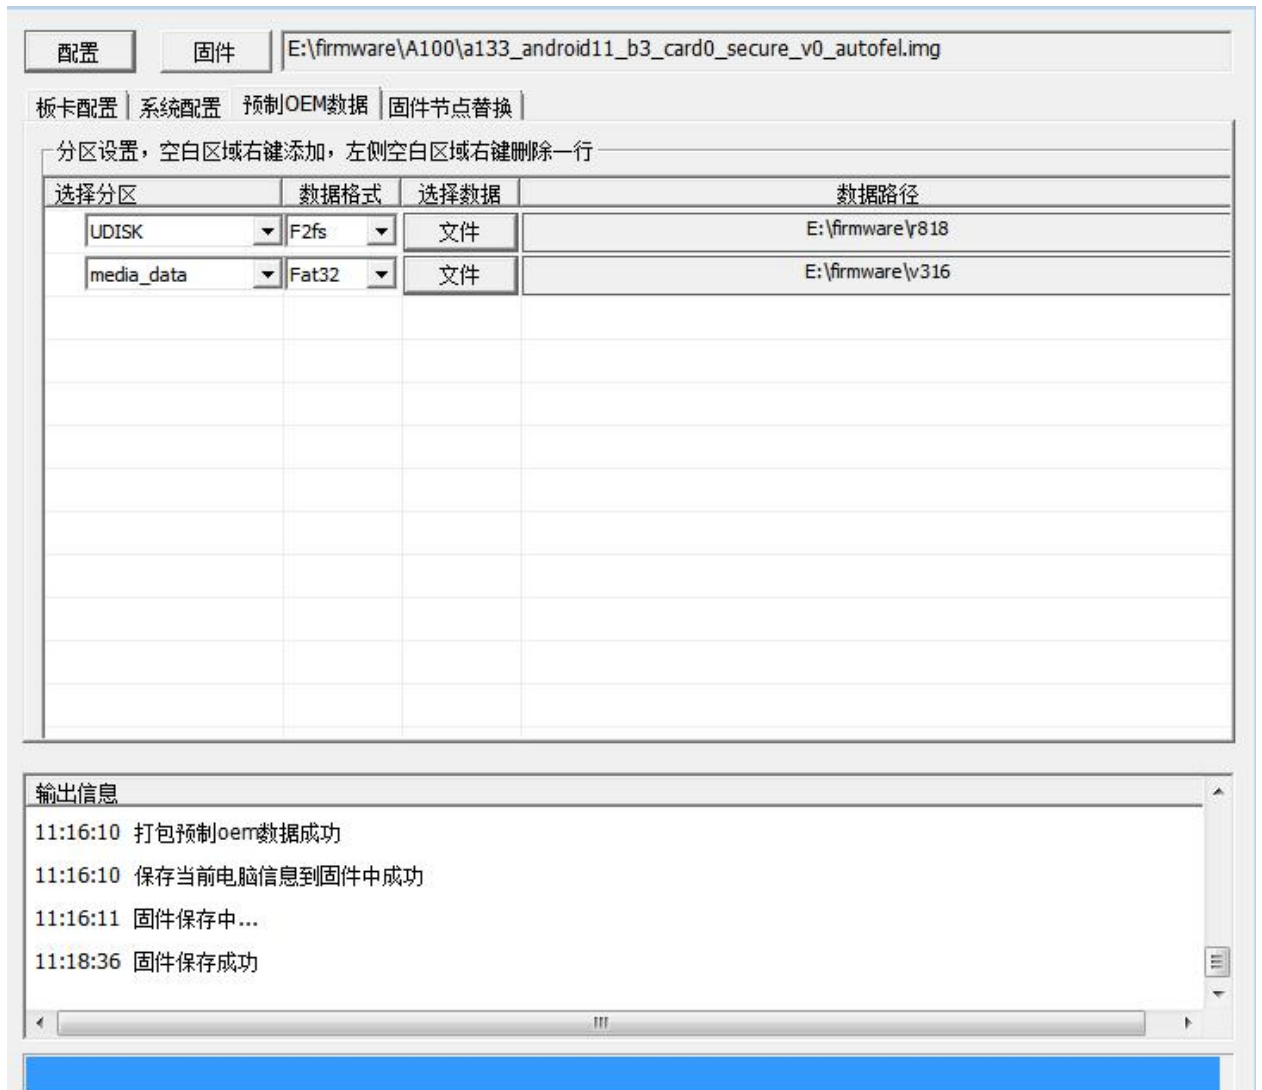 配置 固件 E:\firmware\A100\a133_android11_b3_card0_secure_v0_autofel.img
板卡配置 系统配置 预制OEM数据 固件节点替换
分区设置，空白区域右键添加，左侧空白区域右键删除一行
选择分区 数据格式 选择数据 数据路径
UDISK F2fs 文件 E:\firmware\r818
media_data Fat32 文件 E:\firmware\v316
输出信息
11:16:10 打包预制oem数据成功
11:16:10 保存当前电脑信息到固件中成功
11:16:11 固件保存中...
11:18:36 固件保存成功